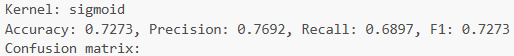 Kernel: sigmoid
Accuracy: 0.7273, Precision: 0.7692, Recall: 0.6897, F1: 0.7273
Confusion matrix: